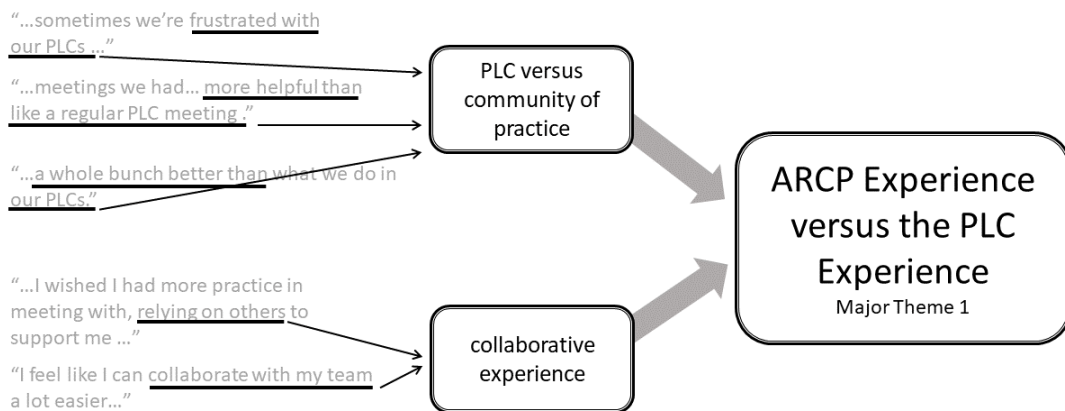 “…sometimes we’re frustrated with
our PLCs …”
“…meetings we had… more helpful than
like a regular PLC meeting .”
“…a whole bunch better than what we do in
our PLCs.”
“…I wished I had more practice in
meeting with, relying on others to
support me …”
“I feel like I can collaborate with my team
a lot easier…”
PLC versus
community of
practice
collaborative
experience
ARCP Experience
versus the PLC
Experience
Major Theme 1